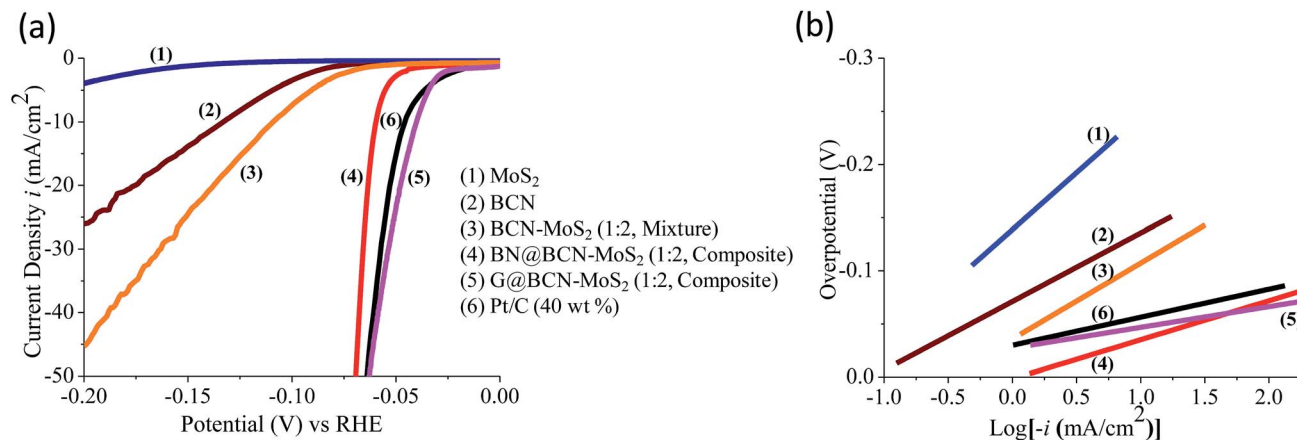 (a)
0
-10
-20
-30
-40
-50
-0.20
-0.15
-0.10
-0.05
0.00
Current Density i (mA/cm²)
Potential (V) vs RHE
(1)
(2)
(3)
(4)
(5)
(6)
(1) MoS₂
(2) BCN
(3) BCN-MoS₂ (1:2, Mixture)
(4) BN@BCN-MoS₂ (1:2, Composite)
(5) G@BCN-MoS₂ (1:2, Composite)
(6) Pt/C (40 wt %)
(b)
-0.3
-0.2
-0.1
0.0
-1.0
-0.5
0.0
0.5
1.0
1.5
2.0
Overpotential (V)
Log[-i (mA/cm²)]
(1)
(2)
(3)
(6)
(5)
(4)